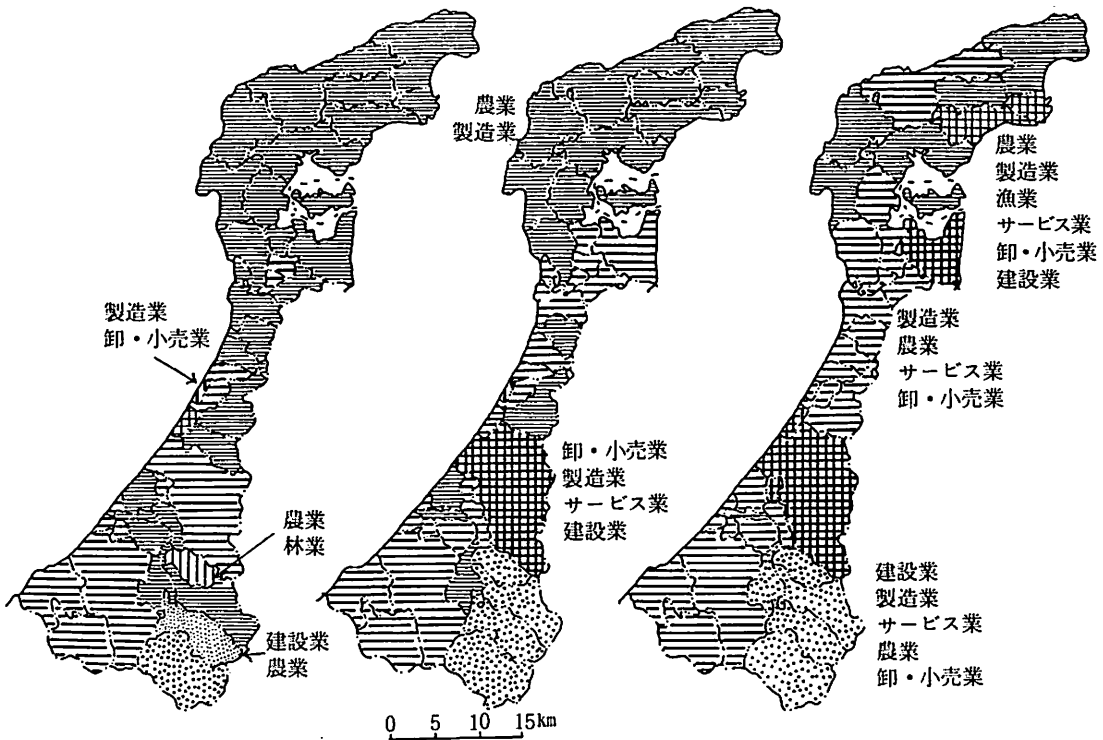 製造業
卸・小売業
農業
林業
建設業
農業
農業
製造業
卸・小売業
製造業
サービス業
建設業
農業
製造業
漁業
サービス業
卸・小売業
建設業
製造業
農業
サービス業
卸・小売業
建設業
製造業
サービス業
農業
卸・小売業
0 5 10 15km